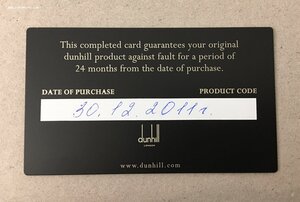 This completed card guarantees your original
dunhill product against fault for a period of
24 months from the date of purchase.
DATE OF PURCHASE PRODUCT CODE
30.12.2011г.
dunhill
LONDON
www.dunhill.com